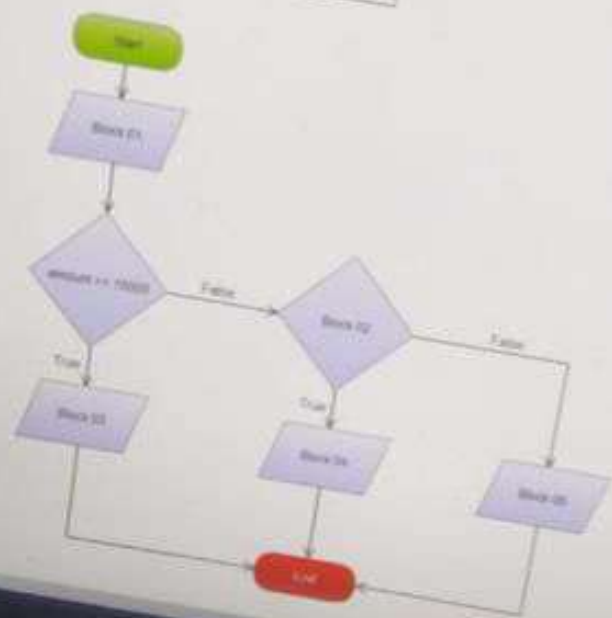 Start
Block 01
amount >= 10000
False
Block 02
False
True
Block 03
True
Block 04
Block 05
End